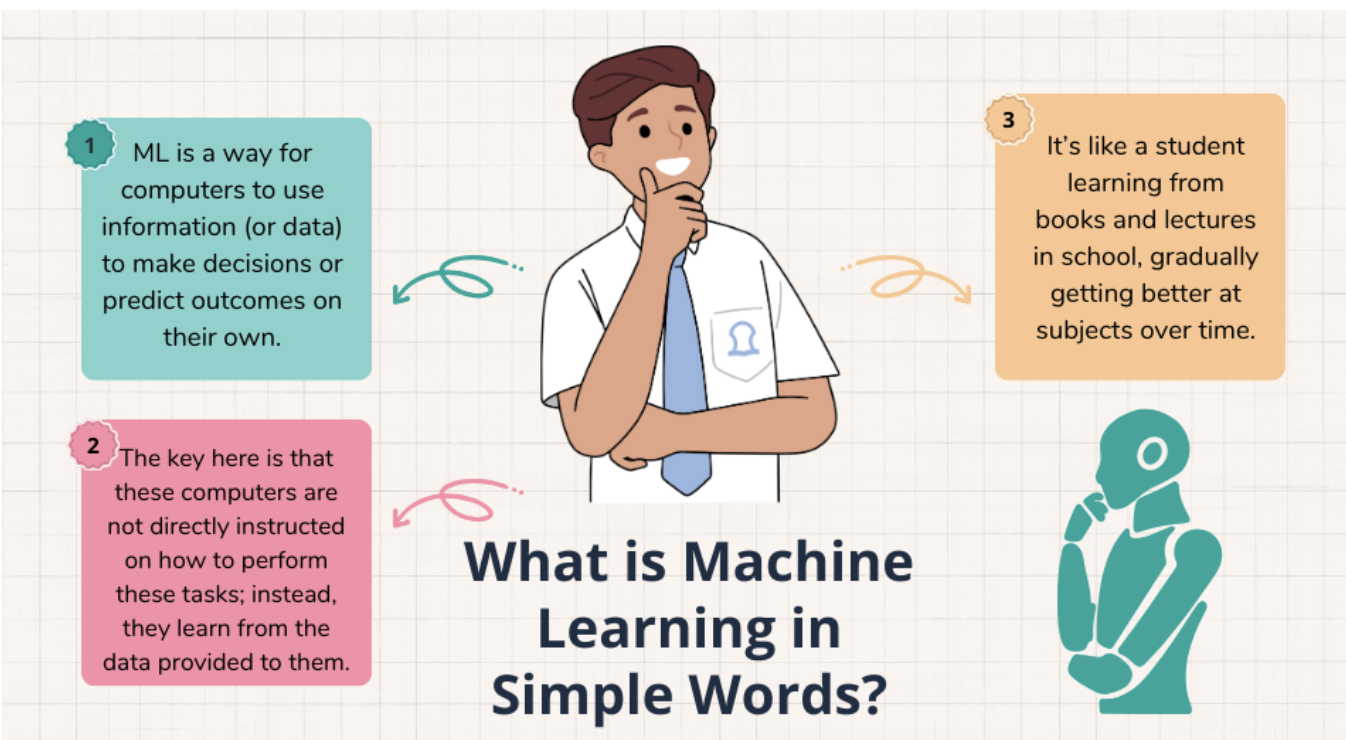 1
ML is a way for
computers to use
information (or data)
to make decisions or
predict outcomes on
their own.
2
The key here is that
these computers are
not directly instructed
on how to perform
these tasks; instead,
they learn from the
data provided to them.
3
It’s like a student
learning from
books and lectures
in school, gradually
getting better at
subjects over time.
What is Machine
Learning in
Simple Words?